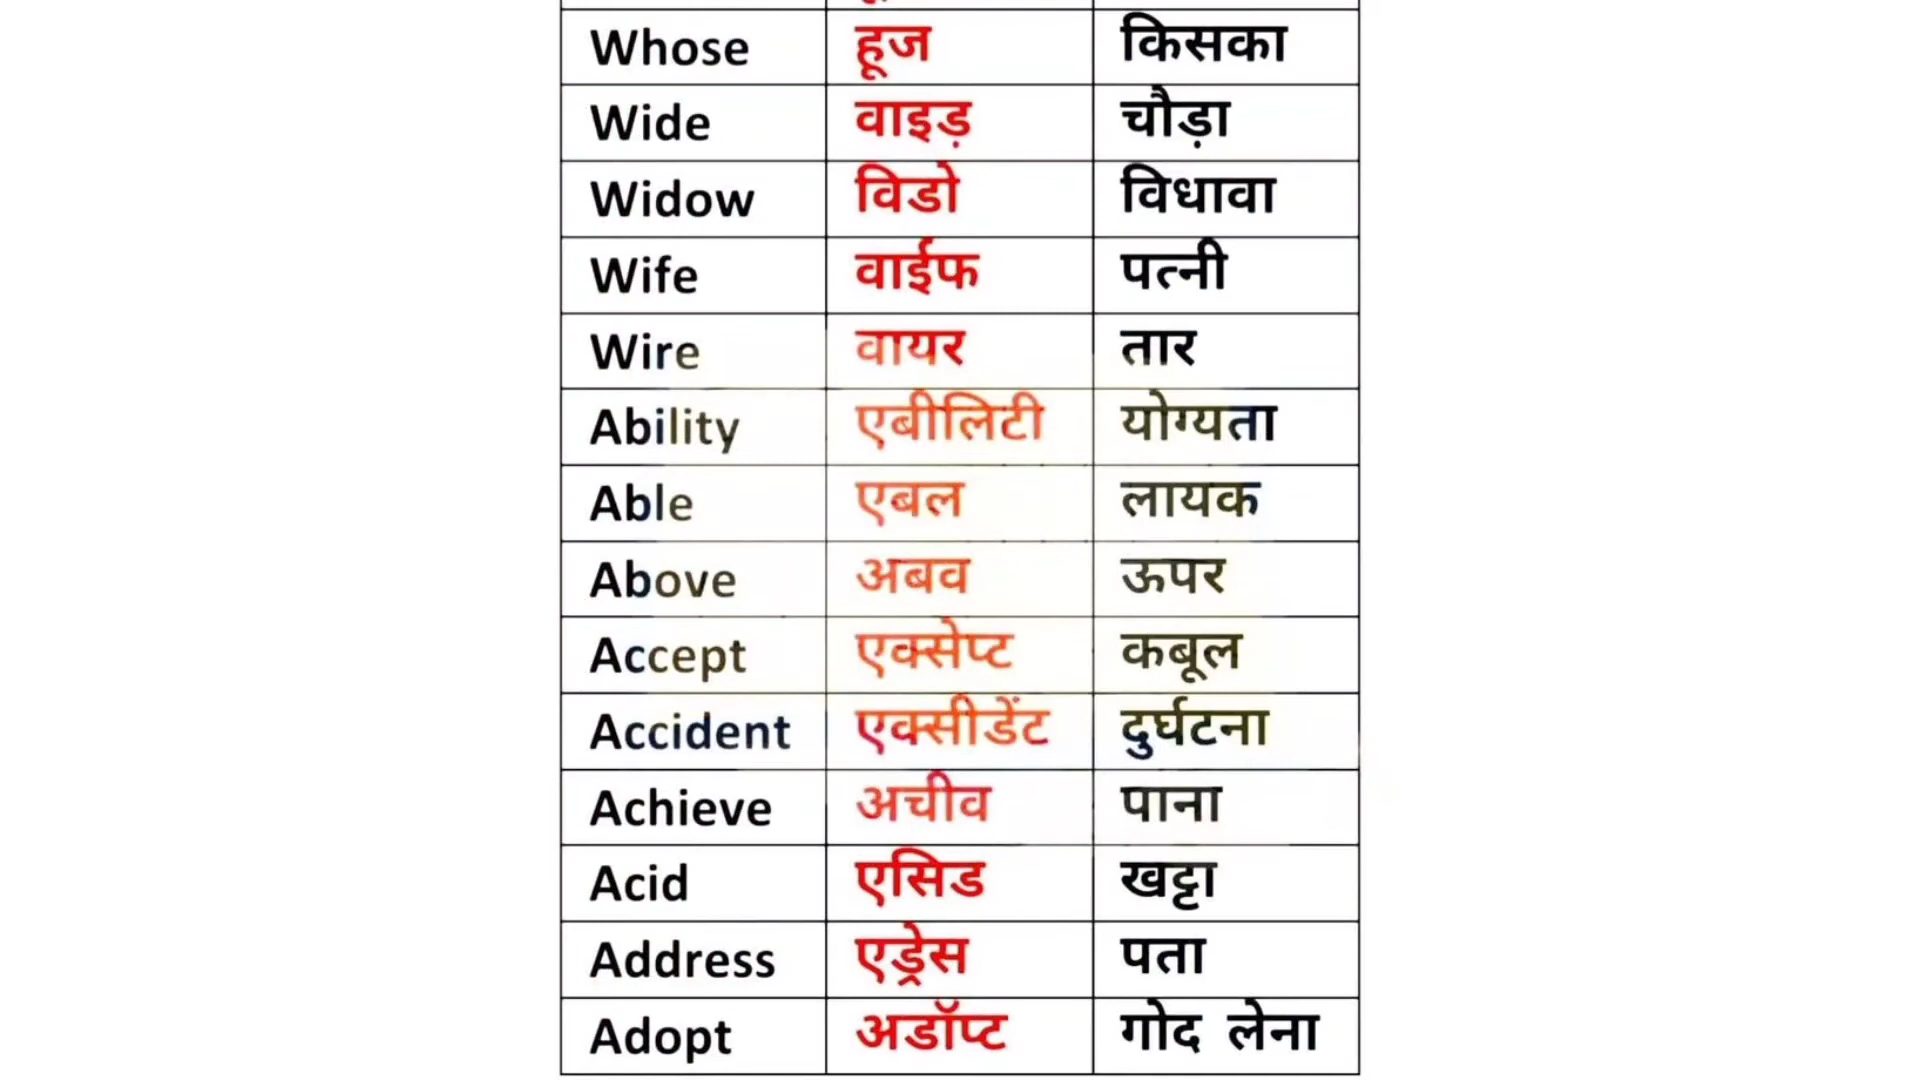 Whose हूज किसका
Wide वाइड़ चौड़ा
Widow विडो विधावा
Wife वाईफ पत्नी
Wire वायर तार
Ability एबीलिटी योग्यता
Able एबल लायक
Above अबव ऊपर
Accept एक्सेप्ट कबूल
Accident एक्सीडेंट दुर्घटना
Achieve अचीव पाना
Acid एसिड खट्टा
Address एड्रेस पता
Adopt अडॉप्ट गोद लेना